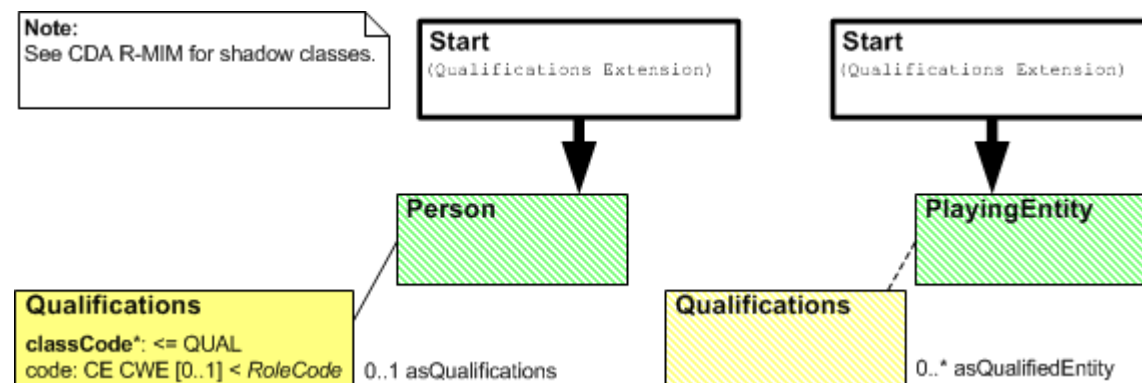 Note:
See CDA R-MIM for shadow classes.
Start
(Qualifications Extension)
Start
(Qualifications Extension)
Person
PlayingEntity
Qualifications
classCode*: <= QUAL
code: CE CWE [0..1] < RoleCode
0..1 asQualifications
Qualifications
0..* asQualifiedEntity